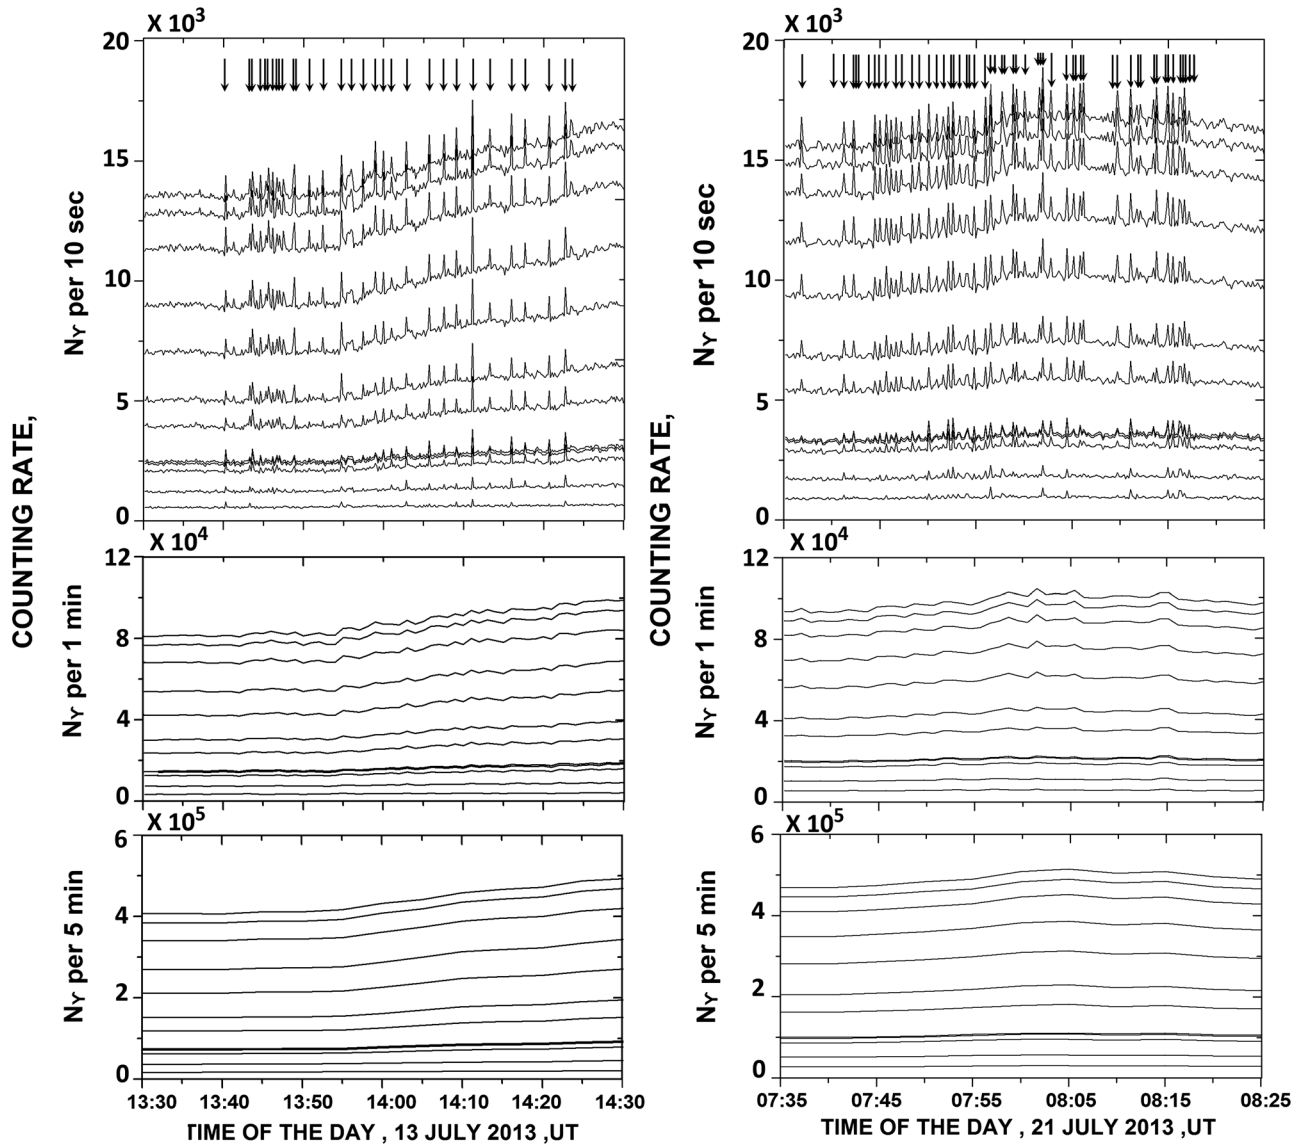 X 10³
20
15
10
5
0
Nγ per 10 sec
X 10⁴
12
8
4
0
Nγ per 1 min
X 10⁵
6
4
2
0
Nγ per 5 min
COUNTING RATE,
13:30 13:40 13:50 14:00 14:10 14:20 14:30
TIME OF THE DAY , 13 JULY 2013 ,UT
X 10³
20
15
10
5
0
Nγ per 10 sec
X 10⁴
12
8
4
0
Nγ per 1 min
X 10⁵
6
4
2
0
Nγ per 5 min
COUNTING RATE,
07:35 07:45 07:55 08:05 08:15 08:25
TIME OF THE DAY , 21 JULY 2013 ,UT